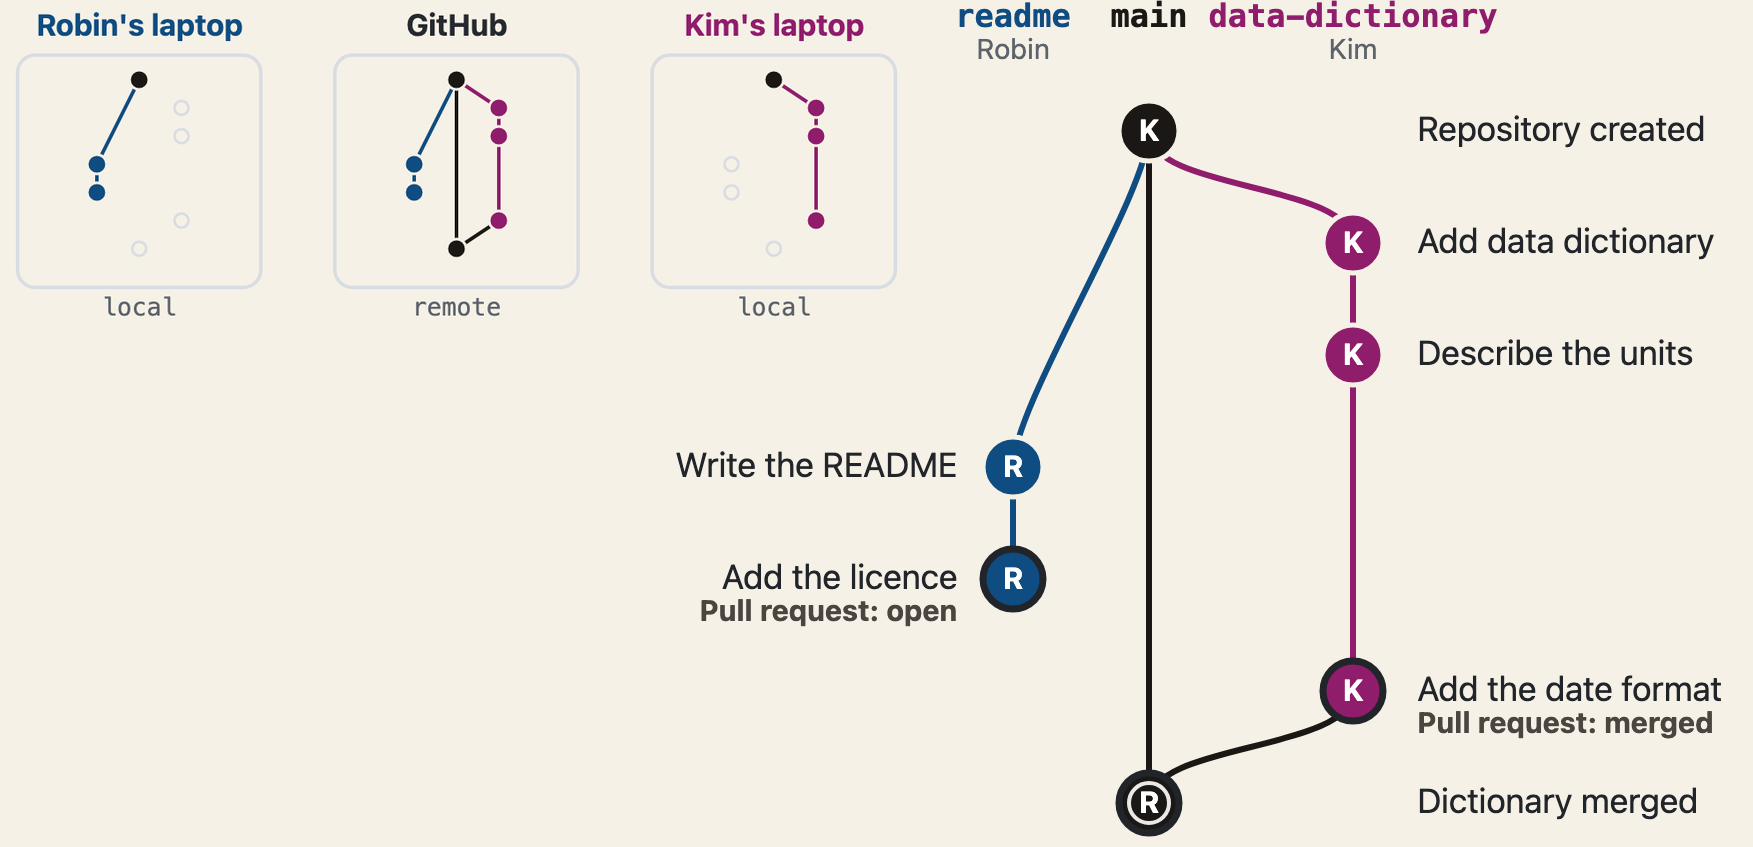 Robin's laptop
GitHub
Kim's laptop
local
remote
local
readme main data-dictionary
Robin
Kim
K
Repository created
K
Add data dictionary
K
Describe the units
Write the README
R
Add the licence
R
Pull request: open
K
Add the date format
Pull request: merged
R
Dictionary merged